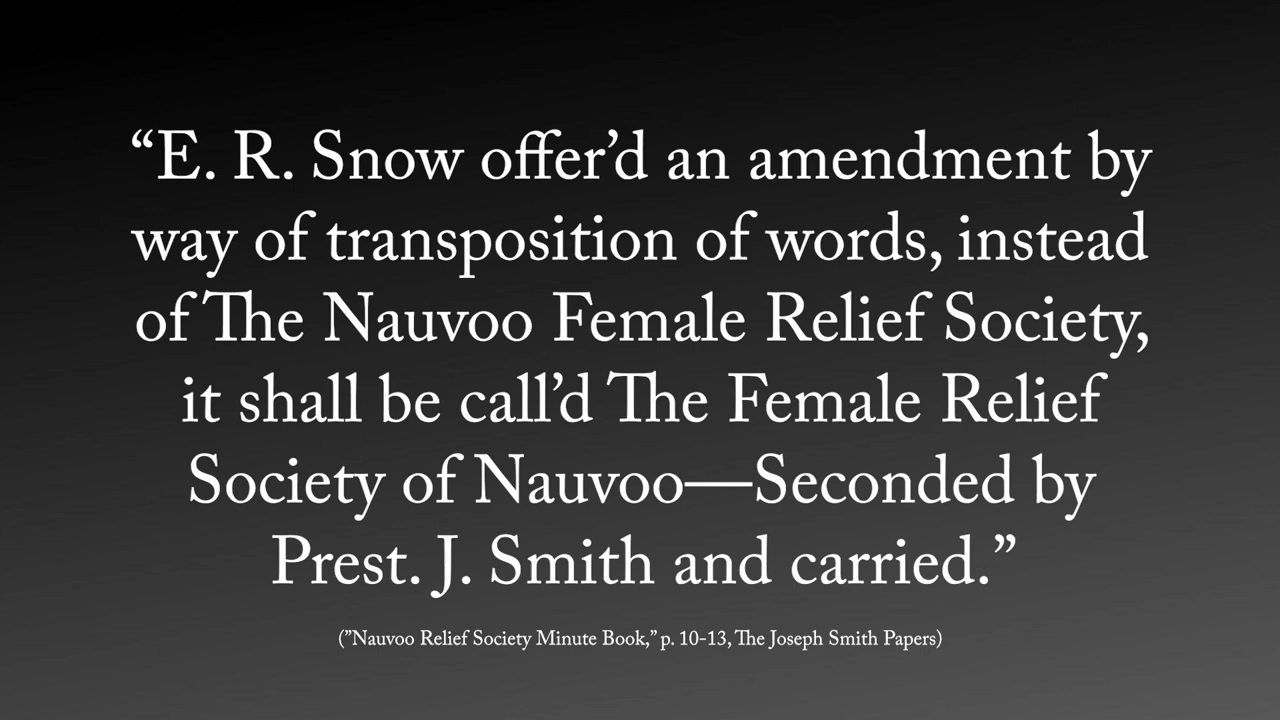 “E. R. Snow offer’d an amendment by
way of transposition of words, instead
of The Nauvoo Female Relief Society,
it shall be call’d The Female Relief
Society of Nauvoo—Seconded by
Prest. J. Smith and carried.”
(”Nauvoo Relief Society Minute Book,” p. 10-13, The Joseph Smith Papers)